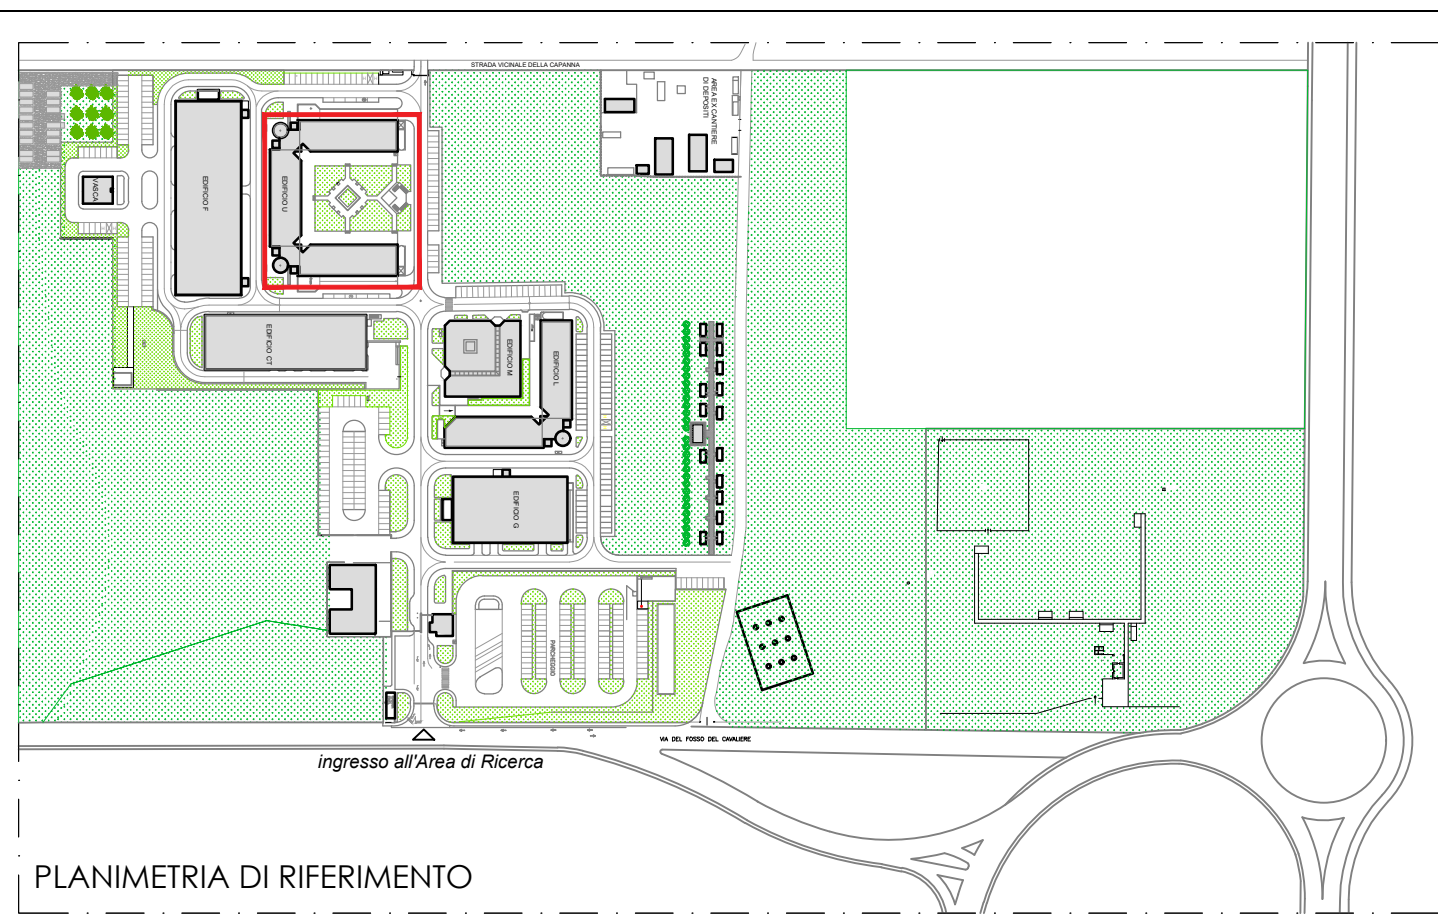 STRADA VICINALE DELLA CAPANNA
AREA EX CANTIERE
DI DEPOSITI
VASCA
EDIFICIO F
EDIFICIO U
EDIFICIO CT
EDIFICIO M
EDIFICIO L
EDIFICIO G
PARCHEGGIO
VIA DEL FOSSO DEL CAVALIERE
ingresso all'Area di Ricerca
PLANIMETRIA DI RIFERIMENTO